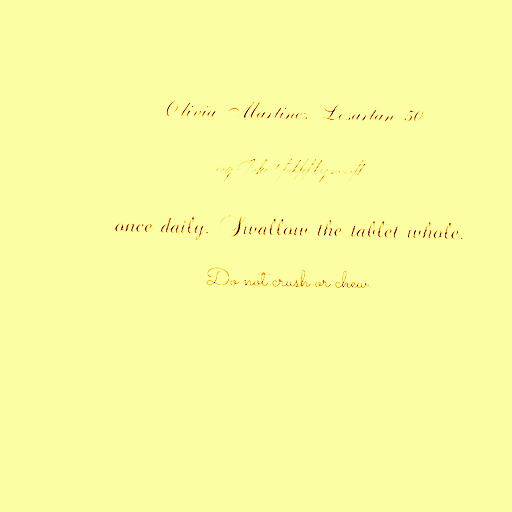 Olivia Martinez, Losartan 50
mg Take 1 tablet by mouth
once daily. Swallow the tablet whole.
Do not crush or chew.